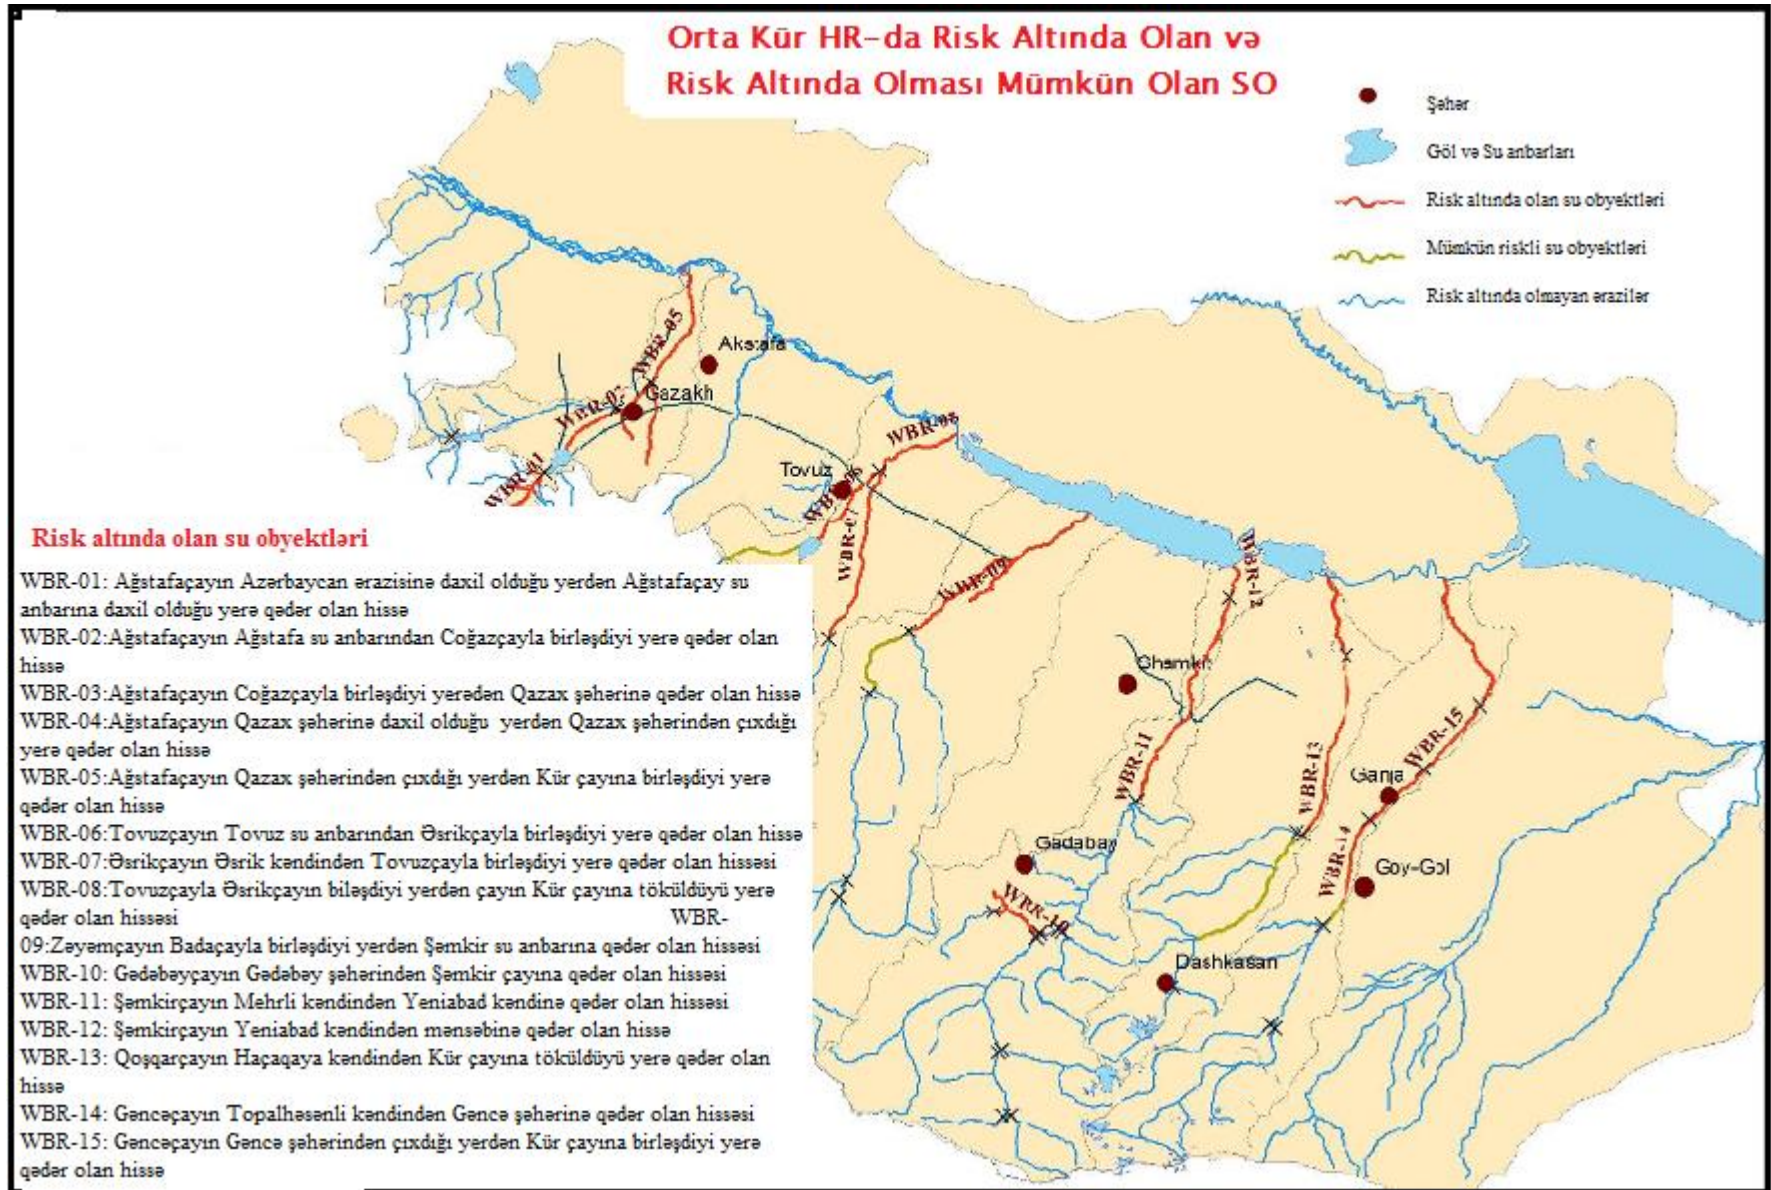 Orta Kür HR-da Risk Altında Olan və
Risk Altında Olması Mümkün Olan SO
Şəhər
Göl və Su anbarları
Risk altında olan su obyektləri
Mümkün riskli su obyektləri
Risk altında olmayan ərazilər
WBR-05
Akstafa
WBR-02
Gazakh
WBR-01
WBR-08
Tovuz
WBR-06
WBR-07
WBR-09
WBR-12
WBR-11
WBR-13
WBR-15
Ganja
Gadabay
WBR-14
Goy-Gol
WBR-10
Dashkasan
Risk altında olan su obyektləri
WBR-01: Ağstafaçayın Azərbaycan ərazisinə daxil olduğu yerdən Ağstafaçay su
anbarına daxil olduğu yerə qədər olan hissə
WBR-02:Ağstafaçayın Ağstafa su anbarından Coğazçayla birləşdiyi yerə qədər olan
hissə
WBR-03:Ağstafaçayın Coğazçayla birləşdiyi yerədən Qazax şəhərinə qədər olan hissə
WBR-04:Ağstafaçayın Qazax şəhərinə daxil olduğu yerdən Qazax şəhərindən çıxdığı
yerə qədər olan hissə
WBR-05:Ağstafaçayın Qazax şəhərindən çıxdığı yerdən Kür çayına birləşdiyi yerə
qədər olan hissə
WBR-06:Tovuzçayın Tovuz su anbarından Əsrikçayla birləşdiyi yerə qədər olan hissə
WBR-07:Əsrikçayın Əsrik kəndindən Tovuzçayla birləşdiyi yerə qədər olan hissəsi
WBR-08:Tovuzçayla Əsrikçayın biləşdiyi yerdən çayın Kür çayına töküldüyü yerə
qədər olan hissəsi WBR-
09:Zəyəmçayın Badaçayla birləşdiyi yerdən Şəmkir su anbarına qədər olan hissəsi
WBR-10: Gədəbəyçayın Gədəbəy şəhərindən Şəmkir çayına qədər olan hissəsi
WBR-11: Şəmkirçayın Mehrli kəndindən Yeniabad kəndinə qədər olan hissəsi
WBR-12: Şəmkirçayın Yeniabad kəndindən mənsəbinə qədər olan hissə
WBR-13: Qoşqarçayın Haçaqaya kəndindən Kür çayına töküldüyü yerə qədər olan
hissə
WBR-14: Gəncəçayın Topalhəsənli kəndindən Gəncə şəhərinə qədər olan hissəsi
WBR-15: Gəncəçayın Gəncə şəhərindən çıxdığı yerdən Kür çayına birləşdiyi yerə
qədər olan hissə